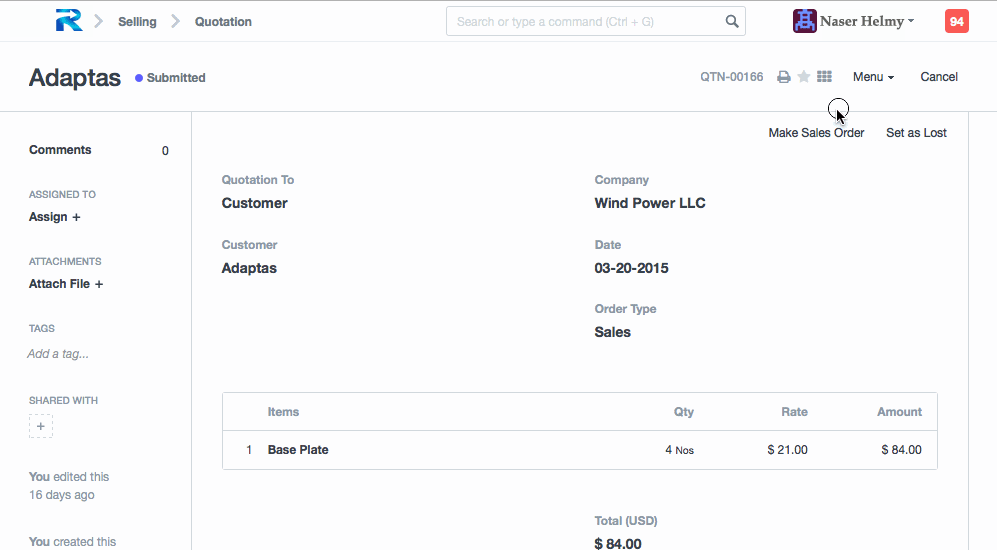 Selling Quotation Search or type a command (Ctrl + G) Naser Helmy 94
Adaptas Submitted QTN-00166 Menu Cancel
Make Sales Order Set as Lost
Comments 0
ASSIGNED TO
Assign +
ATTACHMENTS
Attach File +
TAGS
Add a tag...
SHARED WITH
+
You edited this
16 days ago
You created this
Quotation To
Customer
Customer
Adaptas
Company
Wind Power LLC
Date
03-20-2015
Order Type
Sales
Items Qty Rate Amount
1 Base Plate 4 Nos $ 21.00 $ 84.00
Total (USD)
$ 84.00